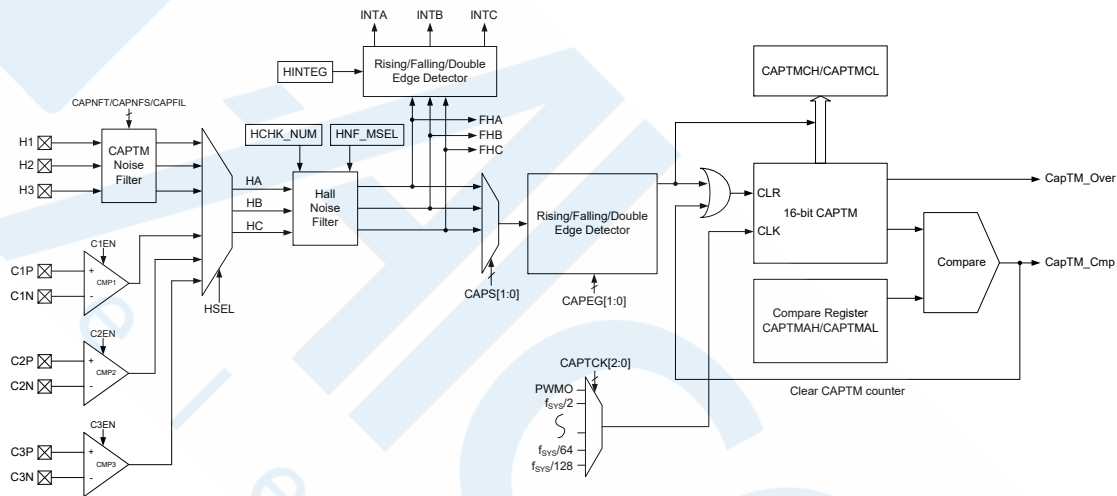 INTA
INTB
INTC
HINTEG
Rising/Falling/Double
Edge Detector
CAPTMCH/CAPTMCL
CAPNFT/CAPNFS/CAPFIL
H1
H2
H3
CAPTM
Noise
Filter
HCHK_NUM
HNF_MSEL
FHA
FHB
FHC
HA
HB
HC
Hall
Noise
Filter
Rising/Falling/Double
Edge Detector
CLR
16-bit CAPTM
CLK
CapTM_Over
C1EN
C1P
C1N
+
-
CMP1
HSEL
CAPS[1:0]
CAPEG[1:0]
Compare
CapTM_Cmp
Compare Register
CAPTMAH/CAPTMAL
C2EN
C2P
C2N
+
-
CMP2
CAPTCK[2:0]
Clear CAPTM counter
PWMO
fSYS/2
fSYS/64
fSYS/128
C3EN
C3P
C3N
+
-
CMP3